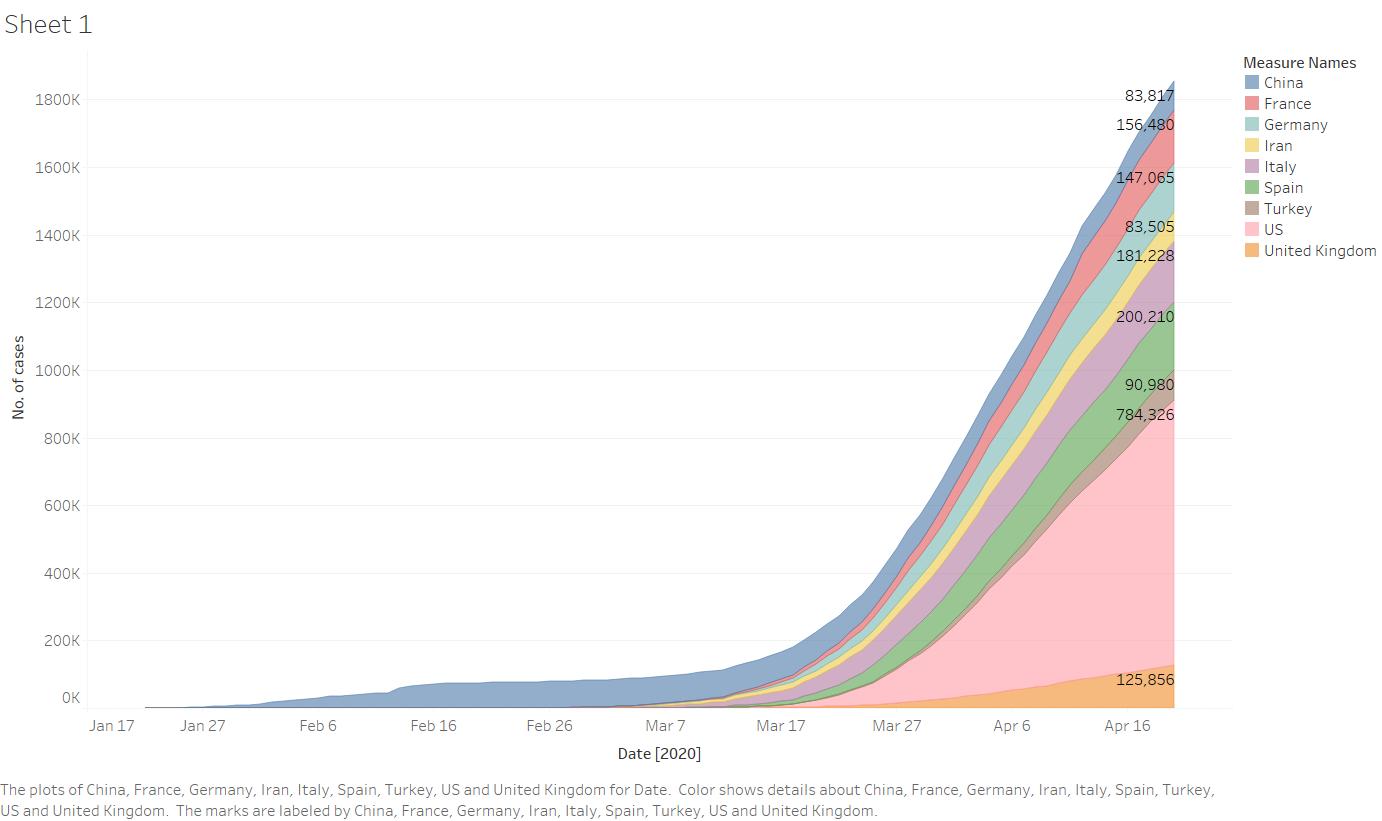 Sheet 1
Measure Names
China
France
Germany
Iran
Italy
Spain
Turkey
US
United Kingdom
No. of cases
1800K
1600K
1400K
1200K
1000K
800K
600K
400K
200K
0K
83,817
156,480
147,065
83,505
181,228
200,210
90,980
784,326
125,856
Jan 17 Jan 27 Feb 6 Feb 16 Feb 26 Mar 7 Mar 17 Mar 27 Apr 6 Apr 16
Date [2020]
The plots of China, France, Germany, Iran, Italy, Spain, Turkey, US and United Kingdom for Date.  Color shows details about China, France, Germany, Iran, Italy, Spain, Turkey,
US and United Kingdom.  The marks are labeled by China, France, Germany, Iran, Italy, Spain, Turkey, US and United Kingdom.